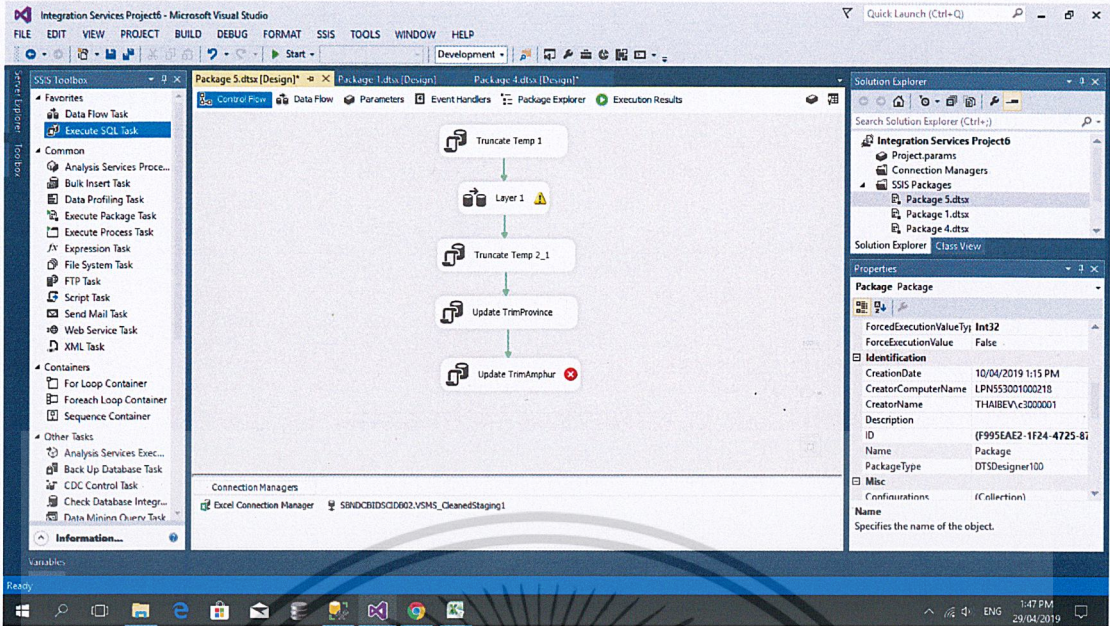 Integration Services Project6 - Microsoft Visual Studio
Quick Launch (Ctrl+Q)
FILE EDIT VIEW PROJECT BUILD DEBUG FORMAT SSIS TOOLS WINDOW HELP
Start
Development
Server Explorer
Toolbox
SSIS Toolbox
Favorites
Data Flow Task
Execute SQL Task
Common
Analysis Services Proce...
Bulk Insert Task
Data Profiling Task
Execute Package Task
Execute Process Task
fx Expression Task
File System Task
FTP Task
Script Task
Send Mail Task
Web Service Task
XML Task
Containers
For Loop Container
Foreach Loop Container
Sequence Container
Other Tasks
Analysis Services Exec...
Back Up Database Task
CDC Control Task
Check Database Integr...
Data Mining Query Task
Information...
Package 5.dtsx [Design]* Package 1.dtsx [Design] Package 4.dtsx [Design]*
Control Flow Data Flow Parameters Event Handlers Package Explorer Execution Results
Truncate Temp 1
Layer 1
Truncate Temp 2_1
Update TrimProvince
Update TrimAmphur
Connection Managers
Excel Connection Manager SBNDCBIDSCIDB02.VSMS_CleanedStaging1
Solution Explorer
Search Solution Explorer (Ctrl+;)
Integration Services Project6
Project.params
Connection Managers
SSIS Packages
Package 5.dtsx
Package 1.dtsx
Package 4.dtsx
Solution Explorer Class View
Properties
Package Package
ForcedExecutionValueTyp Int32
ForceExecutionValue False
Identification
CreationDate 10/04/2019 1:15 PM
CreatorComputerName LPN553001000218
CreatorName THAIBEV\c3000001
Description
ID {F995EAE2-1F24-4725-87
Name Package
PackageType DTSDesigner100
Misc
Configurations (Collection)
Name
Specifies the name of the object.
Variables
Ready
ENG
1:47 PM
29/04/2019